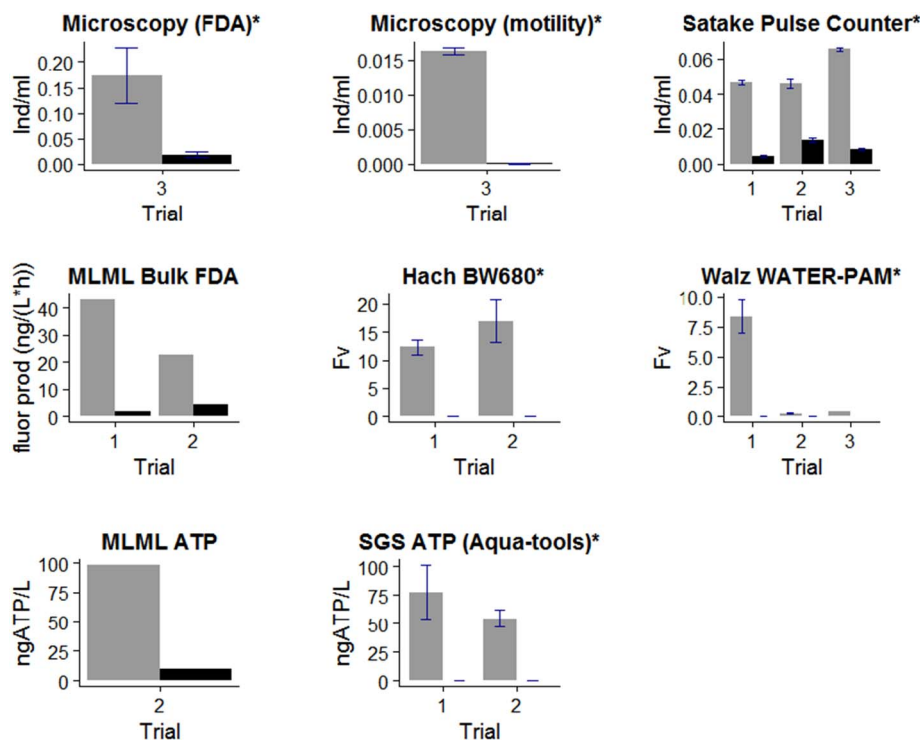 Microscopy (FDA)*
Ind/ml
0.20
0.15
0.10
0.05
0.00
3
Trial
Microscopy (motility)*
Ind/ml
0.015
0.010
0.005
0.000
3
Trial
Satake Pulse Counter*
Ind/ml
0.06
0.04
0.02
0.00
1 2 3
Trial
MLML Bulk FDA
fluor prod (ng/(L*h))
40
30
20
10
0
1 2
Trial
Hach BW680*
Fv
20
15
10
5
0
1 2
Trial
Walz WATER-PAM*
Fv
10.0
7.5
5.0
2.5
0.0
1 2 3
Trial
MLML ATP
ngATP/L
100
75
50
25
0
2
Trial
SGS ATP (Aqua-tools)*
ngATP/L
100
75
50
25
0
1 2
Trial